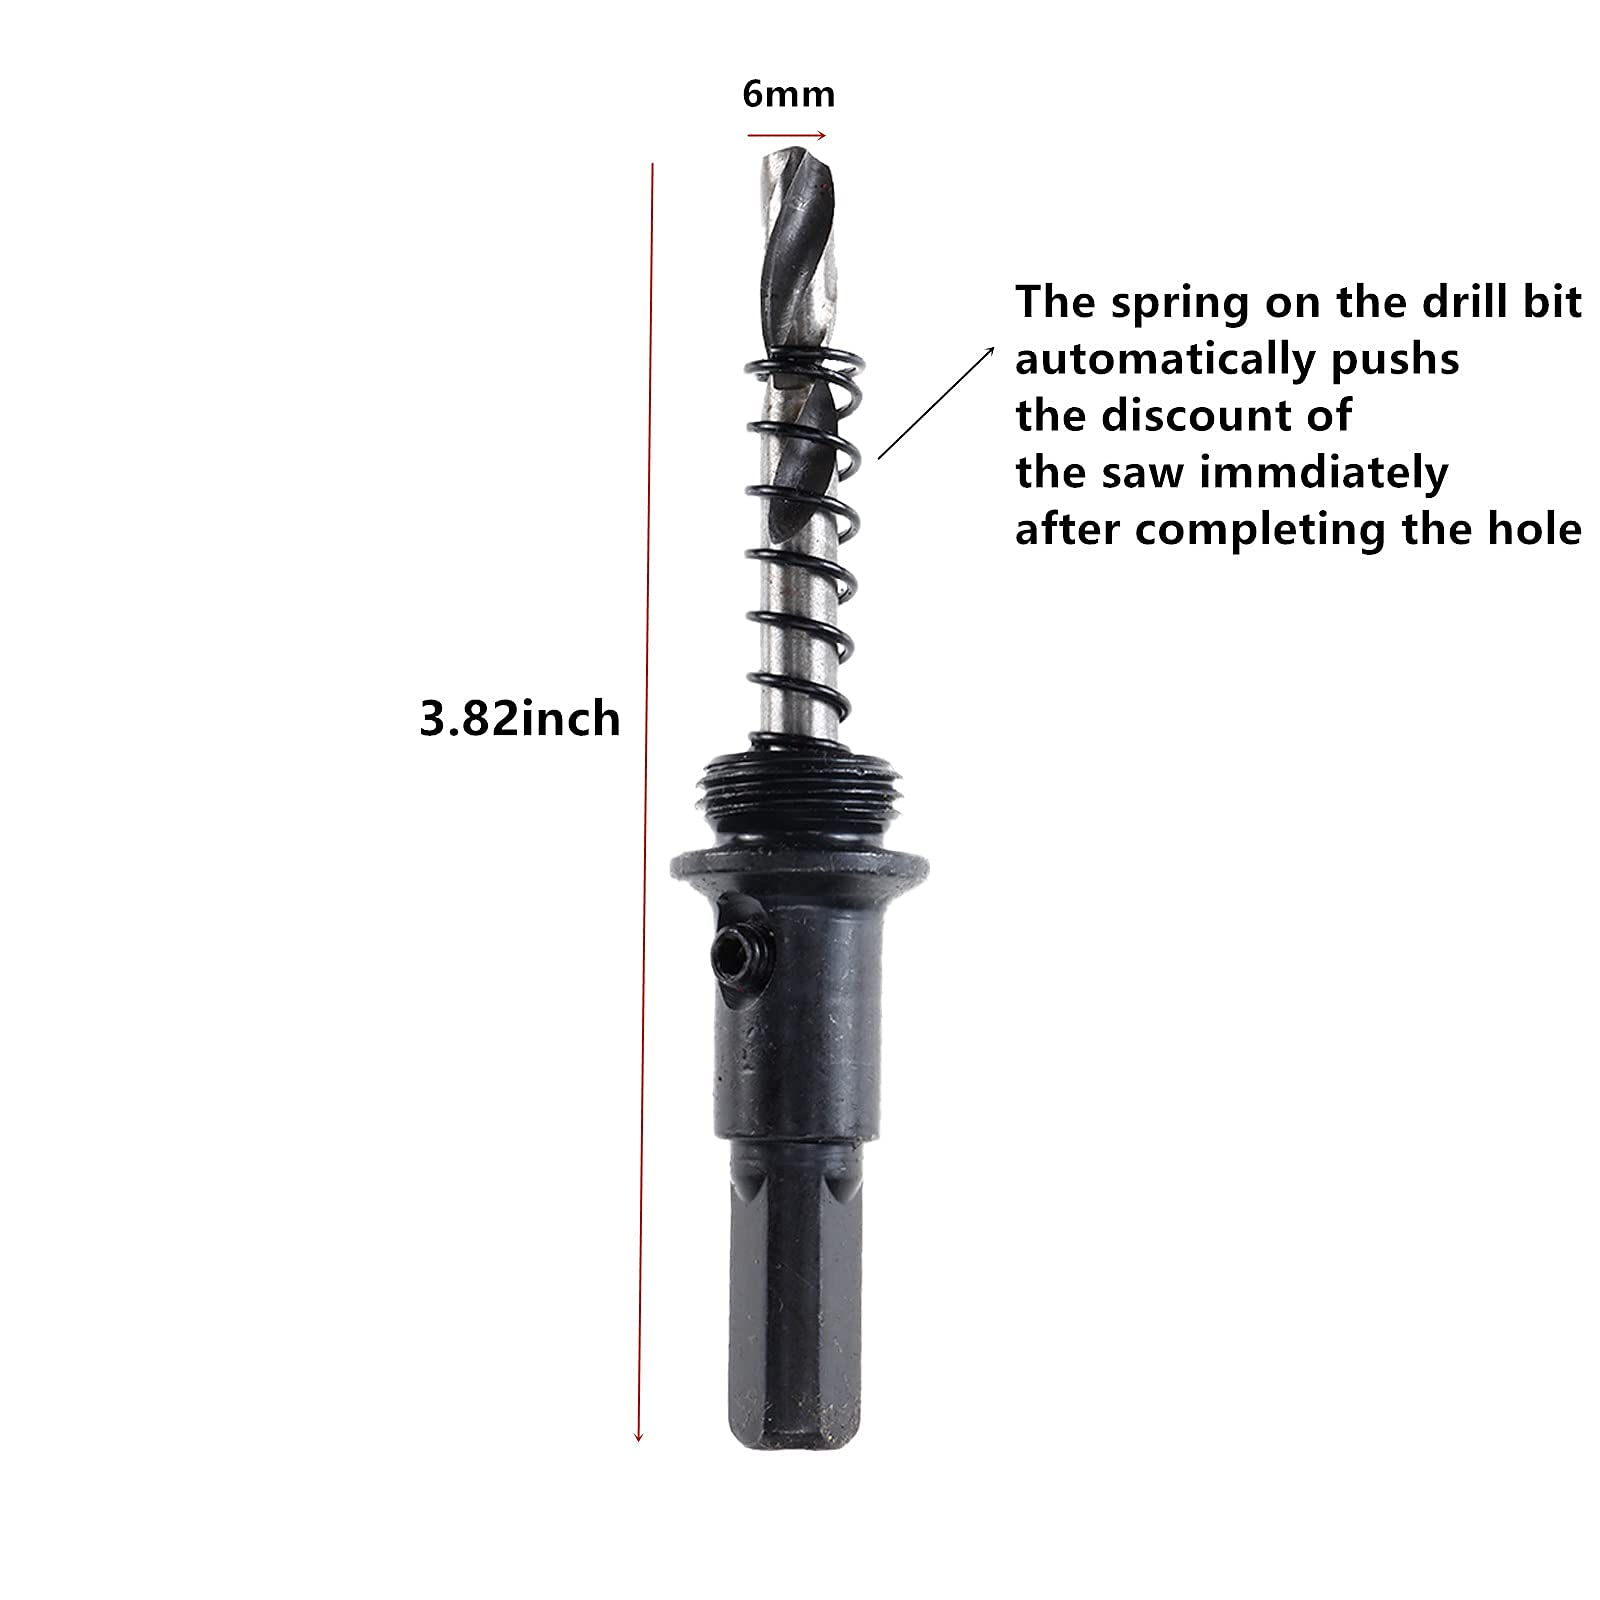 6mm
The spring on the drill bit
automatically pushs
the discount of
the saw immdiately
after completing the hole
3.82inch